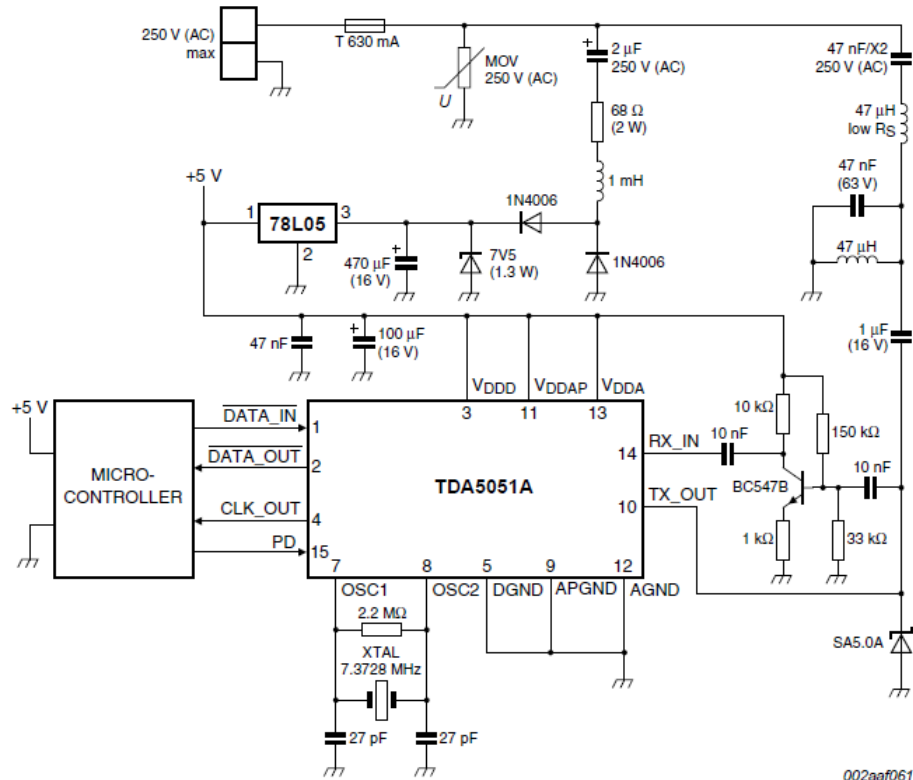 250 V (AC)
max
T 630 mA
MOV
250 V (AC)
U
2 μF
250 V (AC)
47 nF/X2
250 V (AC)
68 Ω
(2 W)
47 μH
low RS
1 mH
47 nF
(63 V)
+5 V
1N4006
1
78L05
3
2
470 μF
(16 V)
7V5
(1.3 W)
1N4006
47 μH
47 nF
100 μF
(16 V)
1 μF
(16 V)
VDDD
VDDAP
VDDA
3
11
13
+5 V
DATA_IN
1
10 kΩ
RX_IN
14
10 nF
150 kΩ
DATA_OUT
2
10 nF
MICRO-
CONTROLLER
TDA5051A
BC547B
CLK_OUT
4
TX_OUT
10
PD
15
1 kΩ
33 kΩ
7
8
5
9
12
OSC1
OSC2
DGND
APGND
AGND
2.2 MΩ
SA5.0A
XTAL
7.3728 MHz
27 pF
27 pF
002aaf061